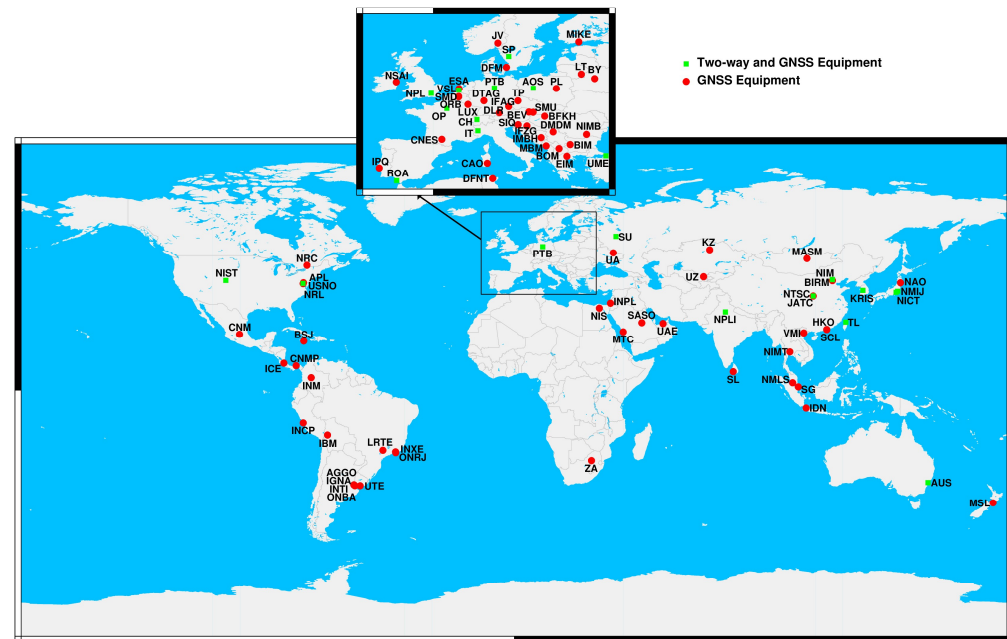 JV
MIKE
SP
DFM
LT BY
NSAI
ESA
PTB
AOS
PL
NPL
VSL
SMD
DTAG
TP
ORB
IFAG
SMU
OP
LUX
DLR
BEV
BFKH
CH
SIQ
DMDM
IT
IFZG
NIMB
CNES
IMBH
MBM
BIM
IPQ
CAO
BOM
EIM
UME
ROA
DFNT
Two-way and GNSS Equipment
GNSS Equipment
SU
PTB
UA
KZ
MASM
NRC
NIST
APL
USNO
NRL
UZ
NIM
BIRM
NAO
NMIJ
NICT
KRIS
NTSC
JATC
INPL
NIS
SASO
MTC
UAE
NPLI
CNM
BSJ
HKO
SCL
TL
VMI
CNMP
ICE
NIMT
INM
SL
NMLS
SG
IDN
INCP
IBM
LRTE
INXE
ONRJ
ZA
AGGO
IGNA
INTI
ONBA
UTE
AUS
MSL